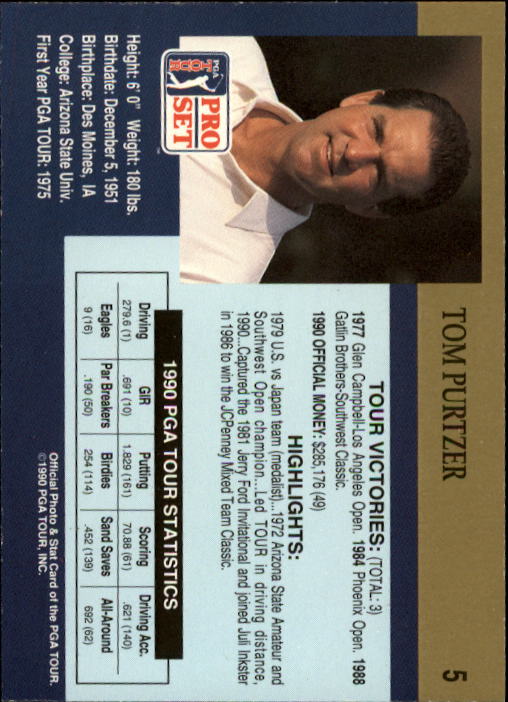 TOM PURTZER
5
PGA
TOUR
PRO
SET
Height: 6' 0" Weight: 180 lbs.
Birthdate: December 5, 1951
Birthplace: Des Moines, IA
College: Arizona State Univ.
First Year PGA TOUR: 1975
TOUR VICTORIES: (TOTAL: 3)
1977 Glen Campbell-Los Angeles Open. 1984 Phoenix Open. 1988
Gatlin Brothers-Southwest Classic.
1990 OFFICIAL MONEY: $285,176 (49)
HIGHLIGHTS:
1979 U.S. vs Japan team (medalist)...1972 Arizona State Amateur and
Southwest Open champion...Led TOUR in driving distance,
1990...Captured the 1981 Jerry Ford Invitational and joined Juli Inkster
in 1986 to win the JCPenney Mixed Team Classic.
1990 PGA TOUR STATISTICS
Driving GIR Putting Scoring Driving Acc.
279.6 (1) .691 (10) 1.829 (161) 70.88 (61) .621 (140)
Eagles Par Breakers Birdies Sand Saves All-Around
9 (16) .190 (50) 254 (114) .452 (139) 692 (62)
Official Photo & Stat Card of the PGA TOUR.
©1990 PGA TOUR, INC.